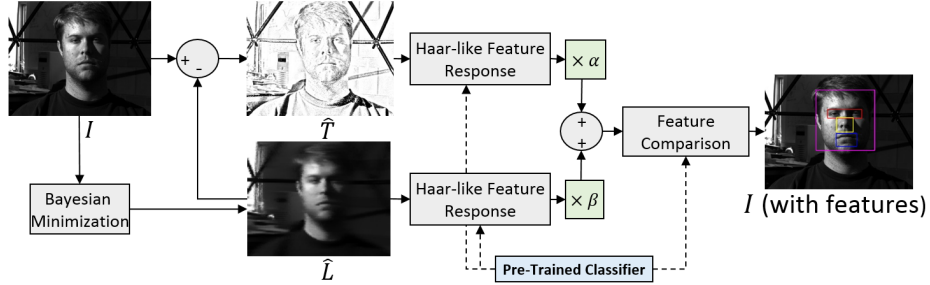 +
-
I
Bayesian
Minimization
T̂
L̂
Haar-like Feature
Response
× α
+
+
Haar-like Feature
Response
× β
Feature
Comparison
Pre-Trained Classifier
I (with features)